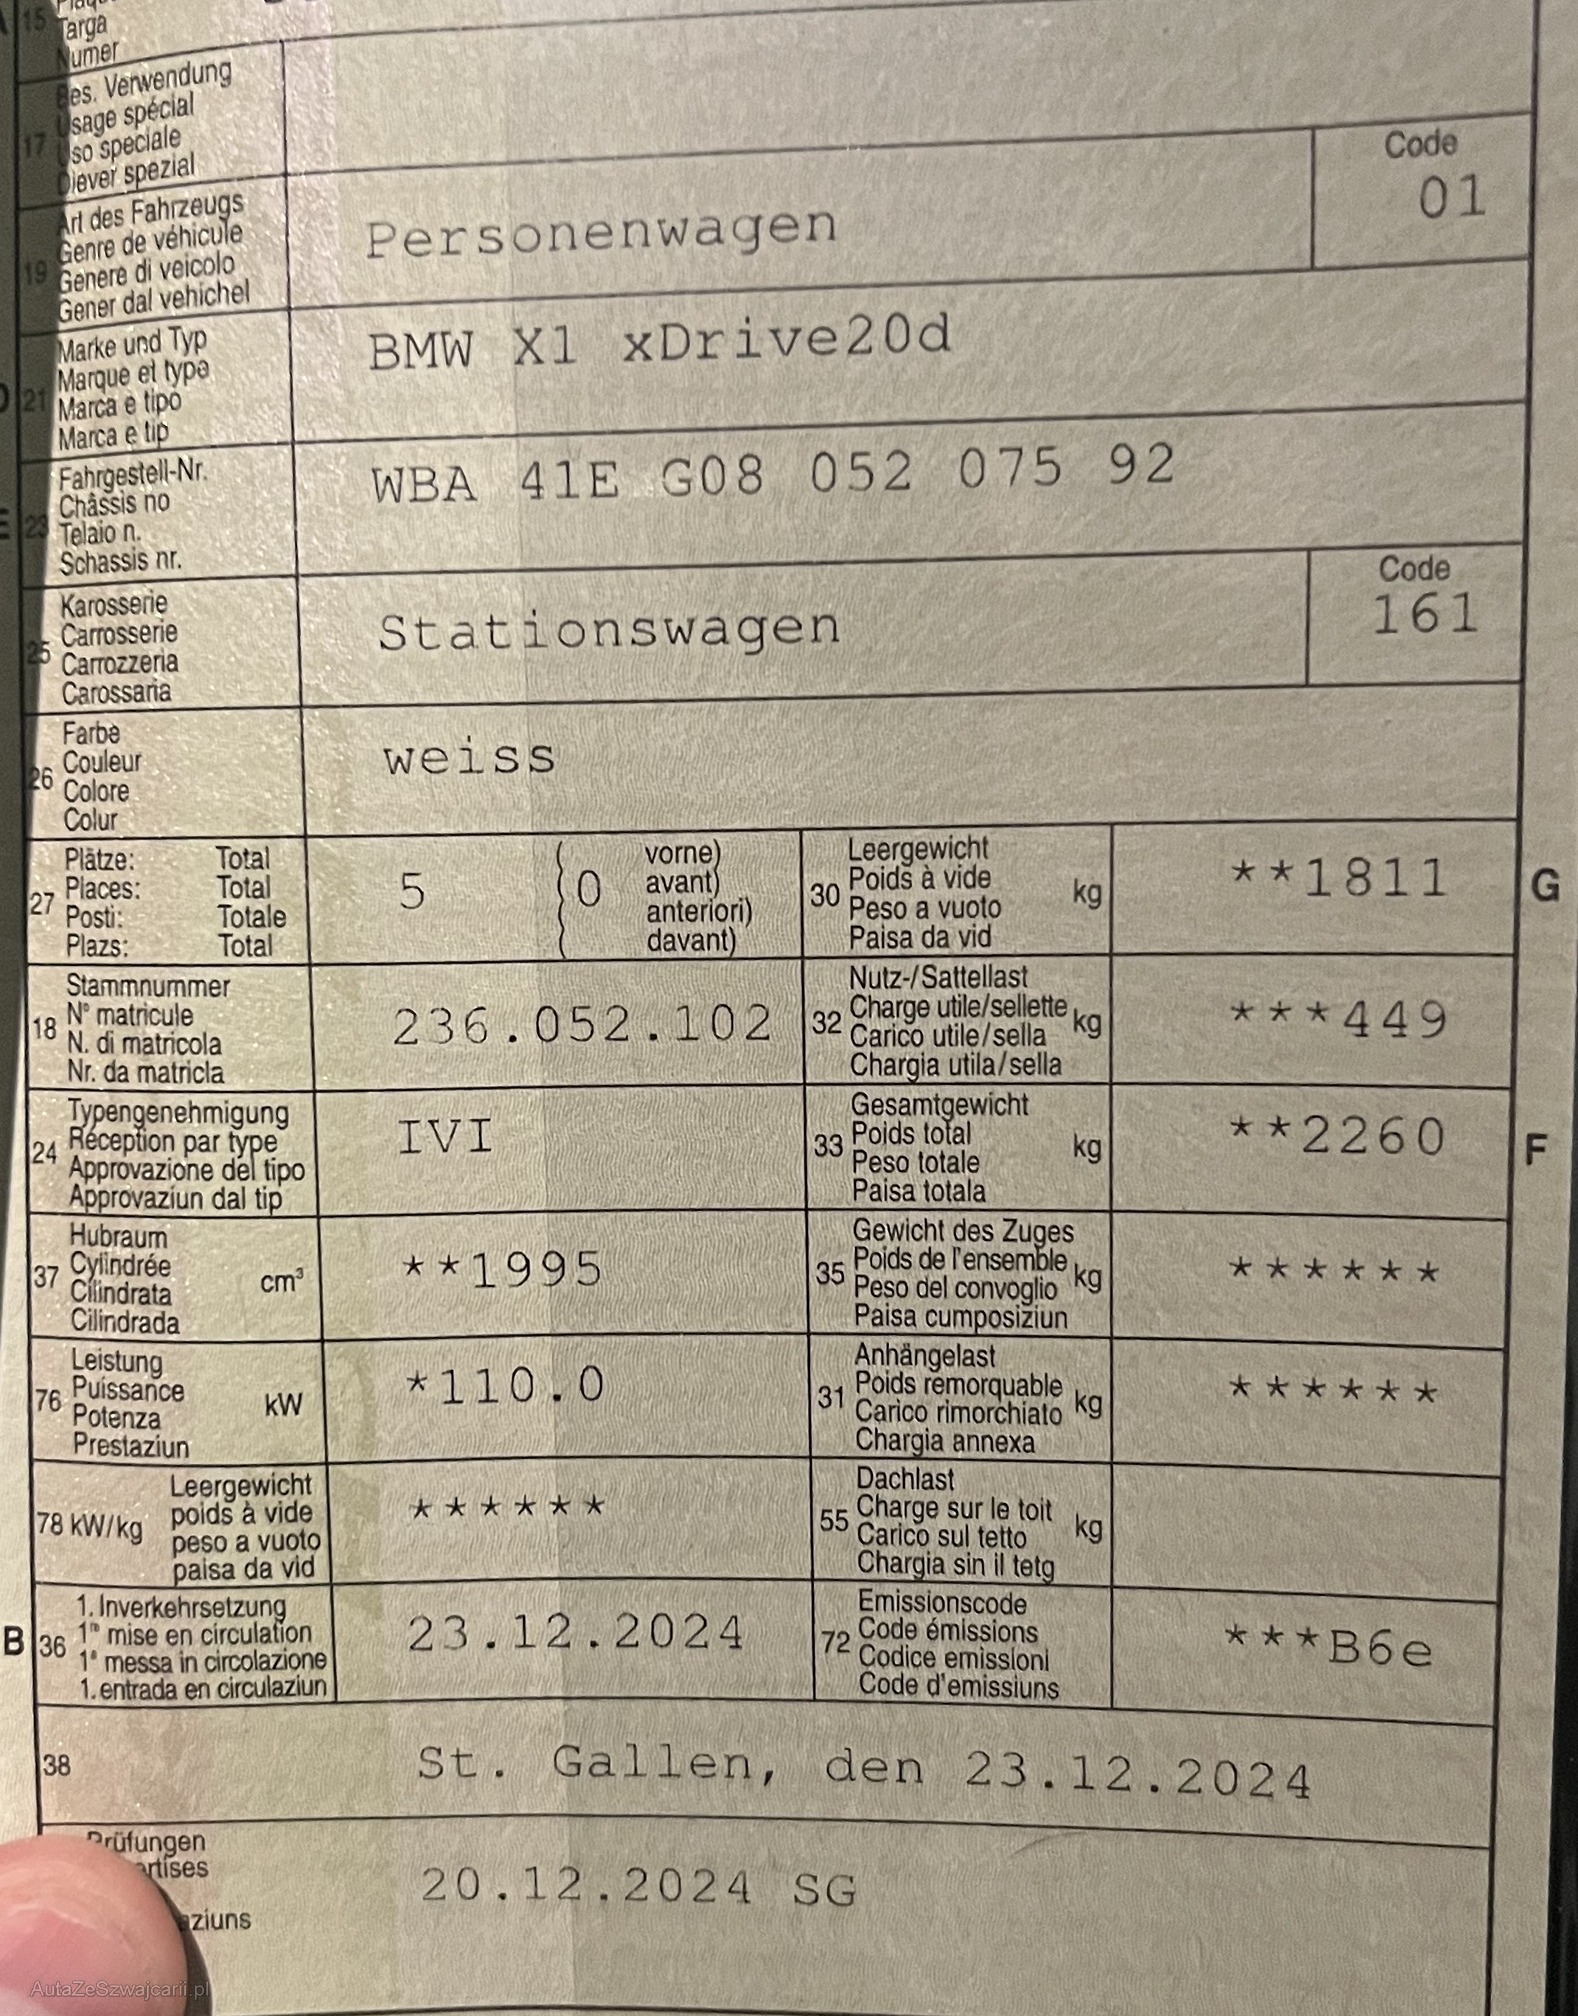 15 Targa
Numer
17 Bes. Verwendung
Usage spécial
Uso speciale
Diever spezial
19 Art des Fahrzeugs
Genre de véhicule
Genere di veicolo
Gener dal vehichel
Personenwagen
Code
01
21 Marke und Typ
Marque et type
Marca e tipo
Marca e tip
BMW X1 xDrive20d
E 23 Fahrgestell-Nr.
Châssis no
Telaio n.
Schassis nr.
WBA 41E G08 052 075 92
25 Karosserie
Carrosserie
Carrozzeria
Carossaria
Stationswagen
Code
161
26 Farbe
Couleur
Colore
Colur
weiss
27 Plätze: Total
Places: Total
Posti: Totale
Plazs: Total
5 0 vorne)
avant)
anteriori)
davant)
30 Leergewicht
Poids à vide kg
Peso a vuoto
Paisa da vid
**1811 G
18 Stammnummer
N° matricule
N. di matricola
Nr. da matricla
236.052.102
32 Nutz-/Sattellast
Charge utile/sellette kg
Carico utile/sella
Chargia utila/sella
***449
24 Typengenehmigung
Réception par type
Approvazione del tipo
Approvaziun dal tip
IVI
33 Gesamtgewicht
Poids total kg
Peso totale
Paisa totala
**2260 F
37 Hubraum
Cylindrée cm³
Cilindrata
Cilindrada
**1995
35 Gewicht des Zuges
Poids de l'ensemble kg
Peso del convoglio
Paisa cumposiziun
******
76 Leistung
Puissance kW
Potenza
Prestaziun
*110.0
31 Anhängelast
Poids remorquable kg
Carico rimorchiato
Chargia annexa
******
78 kW/kg Leergewicht
poids à vide
peso a vuoto
paisa da vid
******
55 Dachlast
Charge sur le toit kg
Carico sul tetto
Chargia sin il tetg
B 36 1. Inverkehrsetzung
1re mise en circulation
1a messa in circolazione
1. entrada en circulaziun
23.12.2024
72 Emissionscode
Code émissions
Codice emissioni
Code d'emissiuns
***B6e
38 St. Gallen, den 23.12.2024
Prüfungen
20.12.2024 SG
AutaZeSzwajcarii.pl